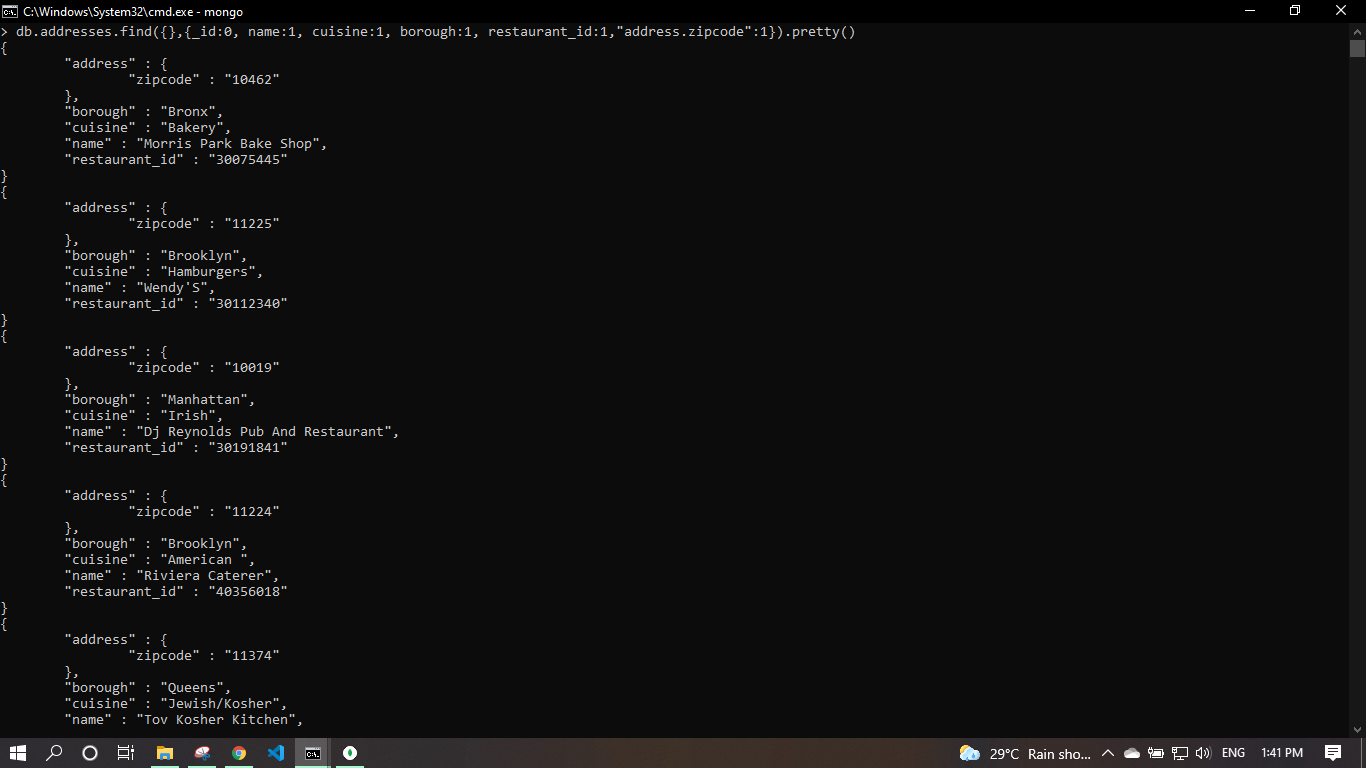 C:\Windows\System32\cmd.exe - mongo
> db.addresses.find({},{_id:0, name:1, cuisine:1, borough:1, restaurant_id:1,"address.zipcode":1}).pretty()
{
        "address" : {
                "zipcode" : "10462"
        },
        "borough" : "Bronx",
        "cuisine" : "Bakery",
        "name" : "Morris Park Bake Shop",
        "restaurant_id" : "30075445"
}
{
        "address" : {
                "zipcode" : "11225"
        },
        "borough" : "Brooklyn",
        "cuisine" : "Hamburgers",
        "name" : "Wendy'S",
        "restaurant_id" : "30112340"
}
{
        "address" : {
                "zipcode" : "10019"
        },
        "borough" : "Manhattan",
        "cuisine" : "Irish",
        "name" : "Dj Reynolds Pub And Restaurant",
        "restaurant_id" : "30191841"
}
{
        "address" : {
                "zipcode" : "11224"
        },
        "borough" : "Brooklyn",
        "cuisine" : "American ",
        "name" : "Riviera Caterer",
        "restaurant_id" : "40356018"
}
{
        "address" : {
                "zipcode" : "11374"
        },
        "borough" : "Queens",
        "cuisine" : "Jewish/Kosher",
        "name" : "Tov Kosher Kitchen",
29°C Rain sho... ENG 1:41 PM